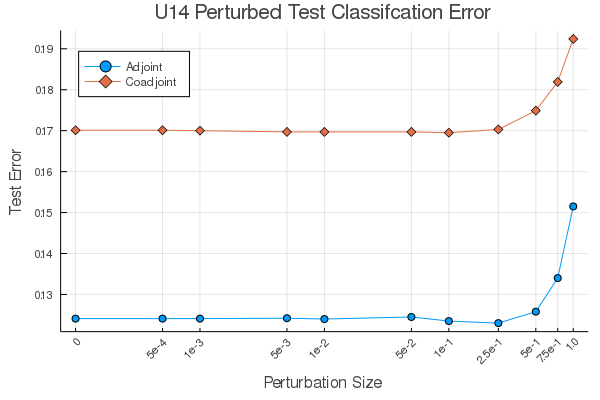 U14 Perturbed Test Classifcation Error
Adjoint
Coadjoint
019
018
017
016
015
014
013
Test Error
0
5e-4
1e-3
5e-3
1e-2
5e-2
1e-1
2.5e-1
5e-1
7.5e-1
1.0
Perturbation Size